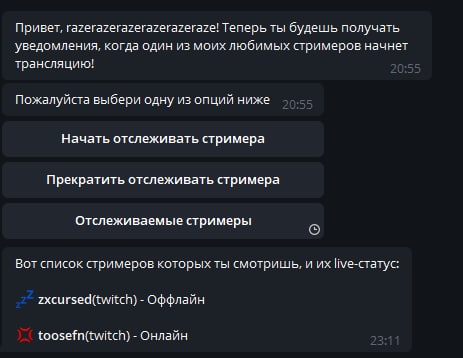 Привет, razerazerazerazerazeraze! Теперь ты будешь получать
уведомления, когда один из моих любимых стримеров начнет
трансляцию!
20:55
Пожалуйста выбери одну из опций ниже 20:55
Начать отслеживать стримера
Прекратить отслеживать стримера
Отслеживаемые стримеры
Вот список стримеров которых ты смотришь, и их live-статус:
zzZ zxcursed(twitch) - Оффлайн
toosefn(twitch) - Онлайн
23:11